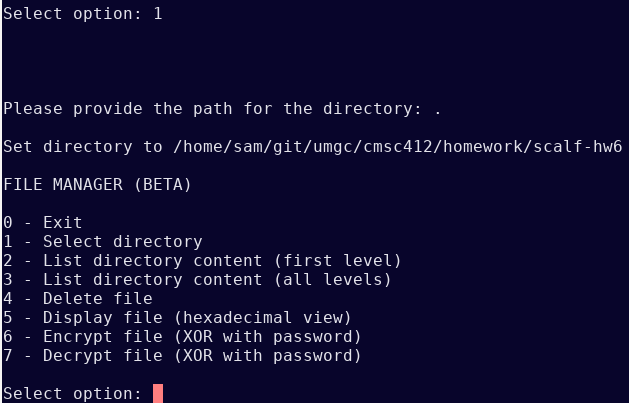 Select option: 1
Please provide the path for the directory: .
Set directory to /home/sam/git/umgc/cmsc412/homework/scalf-hw6
FILE MANAGER (BETA)
0 - Exit
1 - Select directory
2 - List directory content (first level)
3 - List directory content (all levels)
4 - Delete file
5 - Display file (hexadecimal view)
6 - Encrypt file (XOR with password)
7 - Decrypt file (XOR with password)
Select option: